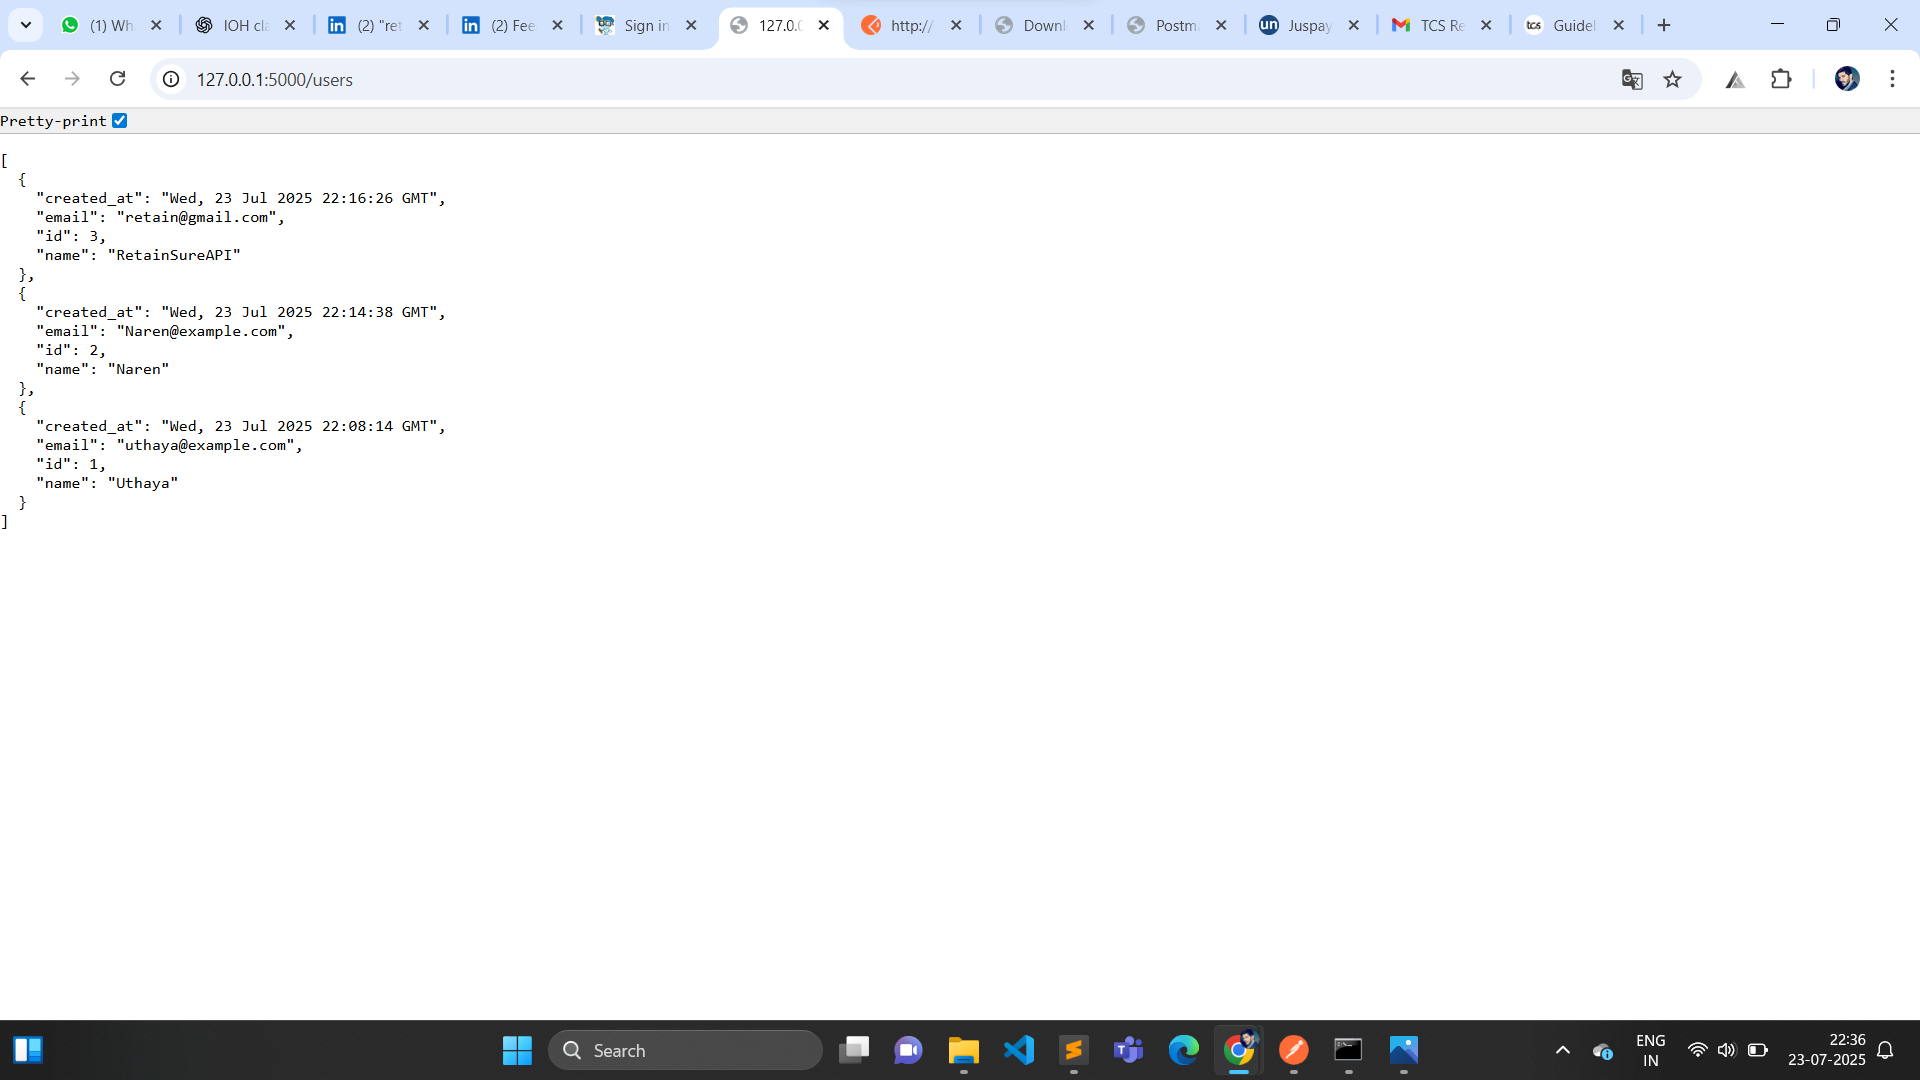 (1) Wh
IOH cla
(2) "ret
(2) Fee
Sign in
127.0.0
http://
Downl
Postm
Juspay
TCS Re
Guidel
127.0.0.1:5000/users
Pretty-print
[
  {
    "created_at": "Wed, 23 Jul 2025 22:16:26 GMT",
    "email": "retain@gmail.com",
    "id": 3,
    "name": "RetainSureAPI"
  },
  {
    "created_at": "Wed, 23 Jul 2025 22:14:38 GMT",
    "email": "Naren@example.com",
    "id": 2,
    "name": "Naren"
  },
  {
    "created_at": "Wed, 23 Jul 2025 22:08:14 GMT",
    "email": "uthaya@example.com",
    "id": 1,
    "name": "Uthaya"
  }
]
Search
ENG
IN
22:36
23-07-2025